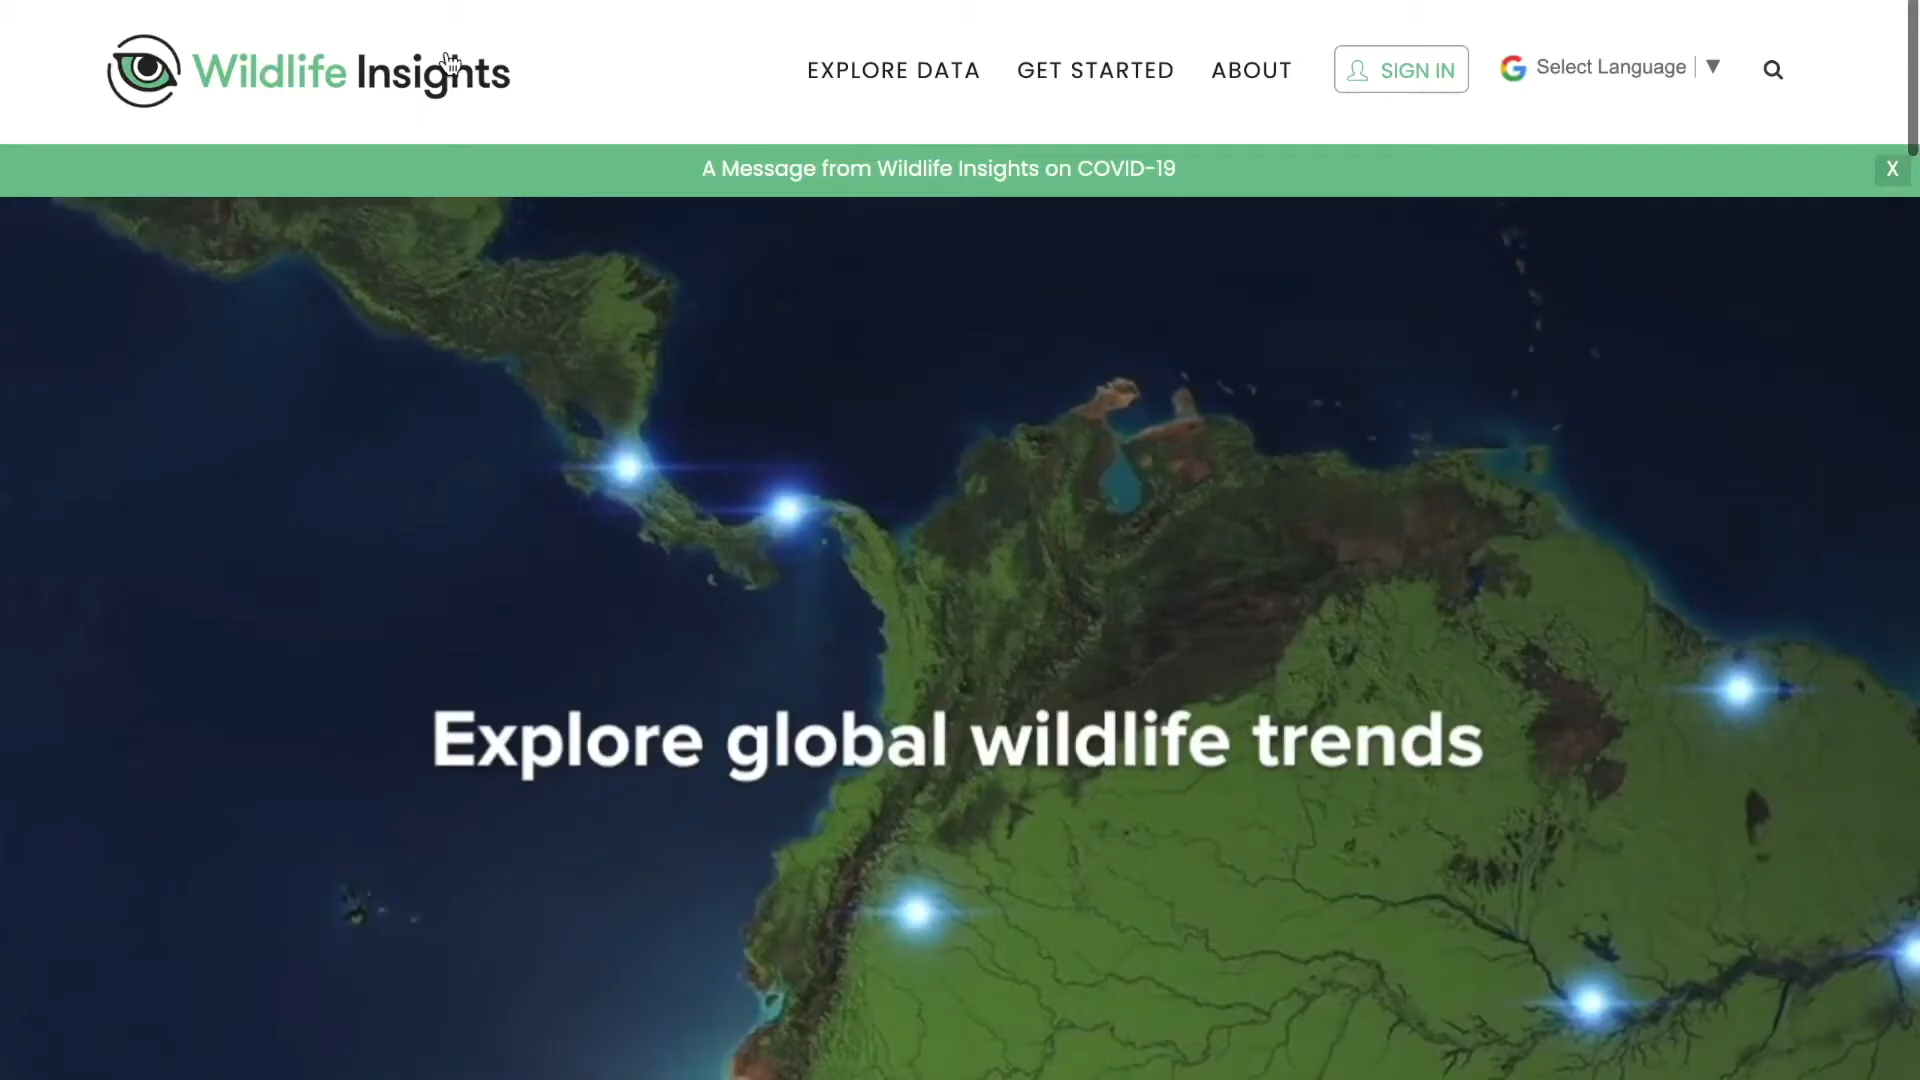 Wildlife Insights
EXPLORE DATA
GET STARTED
ABOUT
SIGN IN
G Select Language ▼
A Message from Wildlife Insights on COVID-19
X
Explore global wildlife trends